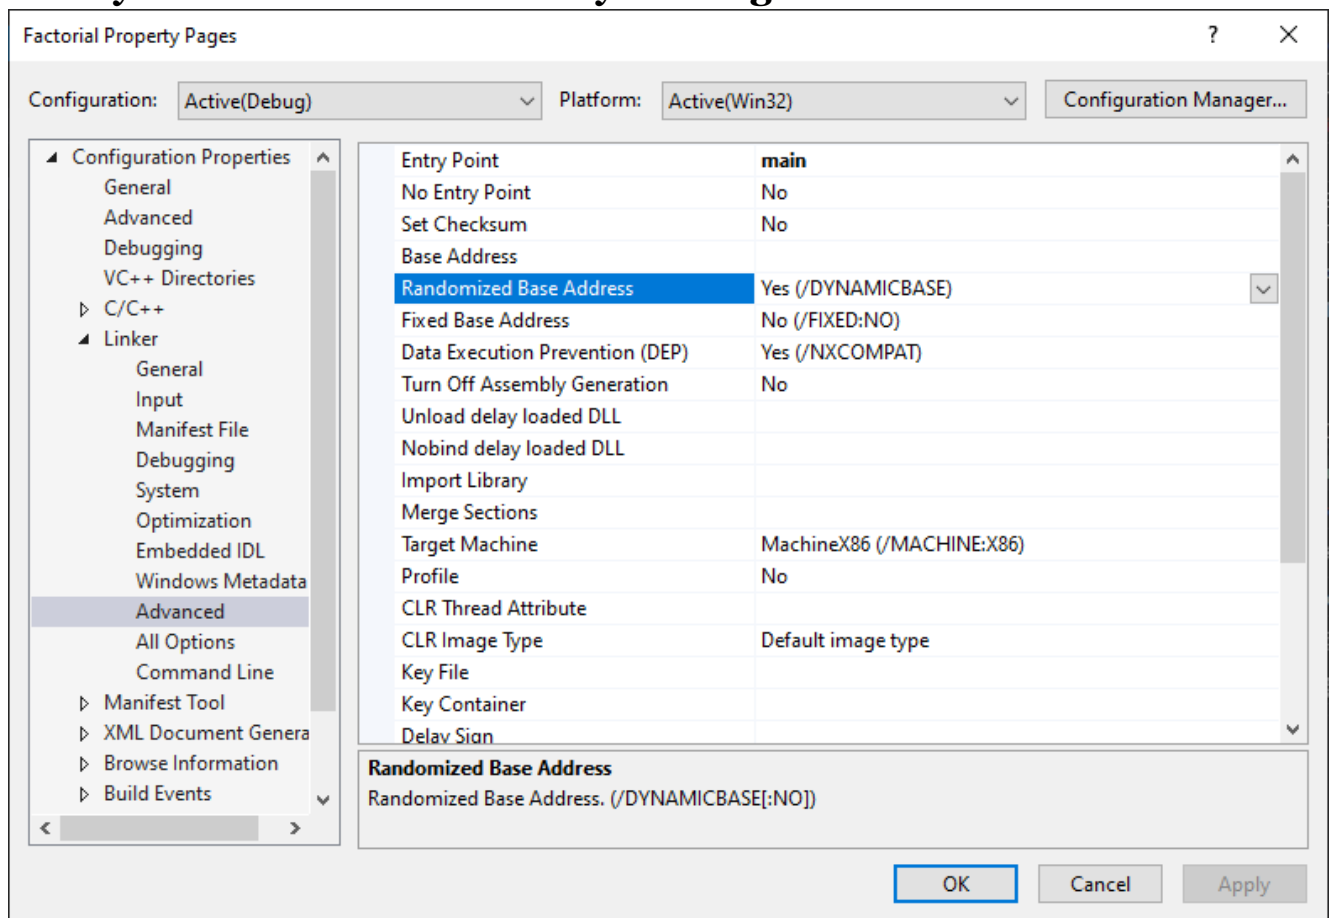 Factorial Property Pages
?
Configuration: Active(Debug) Platform: Active(Win32) Configuration Manager...
Configuration Properties
General
Advanced
Debugging
VC++ Directories
C/C++
Linker
General
Input
Manifest File
Debugging
System
Optimization
Embedded IDL
Windows Metadata
Advanced
All Options
Command Line
Manifest Tool
XML Document Genera
Browse Information
Build Events
Entry Point main
No Entry Point No
Set Checksum No
Base Address
Randomized Base Address Yes (/DYNAMICBASE)
Fixed Base Address No (/FIXED:NO)
Data Execution Prevention (DEP) Yes (/NXCOMPAT)
Turn Off Assembly Generation No
Unload delay loaded DLL
Nobind delay loaded DLL
Import Library
Merge Sections
Target Machine MachineX86 (/MACHINE:X86)
Profile No
CLR Thread Attribute
CLR Image Type Default image type
Key File
Key Container
Delay Sign
Randomized Base Address
Randomized Base Address. (/DYNAMICBASE[:NO])
OK Cancel Apply